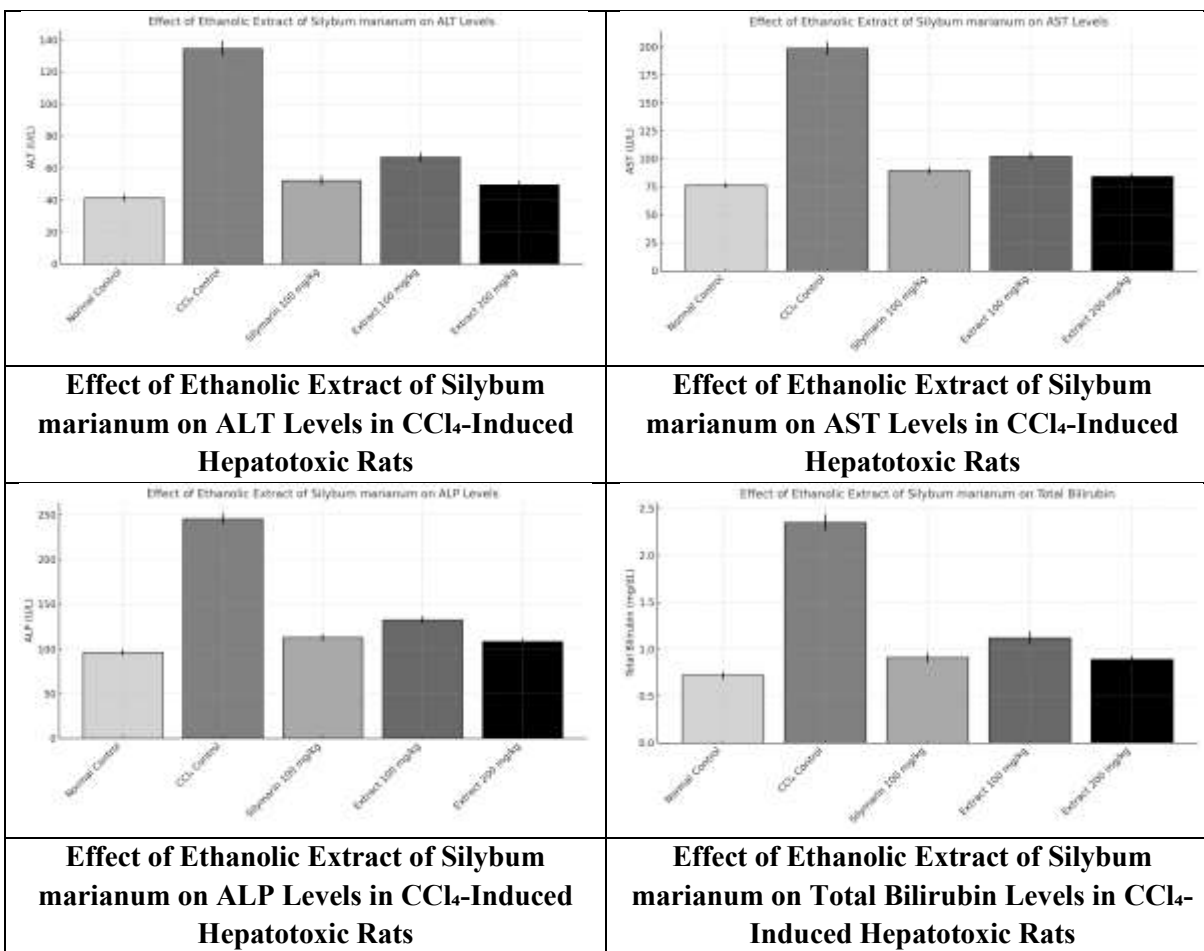 Effect of Ethanolic Extract of Silybum marianum on ALT Levels
ALT (U/L)
140
120
100
80
60
40
20
0
Normal Control
CCl₄ Control
Silymarin 100 mg/kg
Extract 100 mg/kg
Extract 200 mg/kg
Effect of Ethanolic Extract of Silybum marianum on AST Levels
AST (U/L)
200
175
150
125
100
75
50
25
0
Normal Control
CCl₄ Control
Silymarin 100 mg/kg
Extract 100 mg/kg
Extract 200 mg/kg
Effect of Ethanolic Extract of Silybum
marianum on ALT Levels in CCl₄-Induced
Hepatotoxic Rats
Effect of Ethanolic Extract of Silybum
marianum on AST Levels in CCl₄-Induced
Hepatotoxic Rats
Effect of Ethanolic Extract of Silybum marianum on ALP Levels
ALP (U/L)
250
200
150
100
50
0
Normal Control
CCl₄ Control
Silymarin 100 mg/kg
Extract 100 mg/kg
Extract 200 mg/kg
Effect of Ethanolic Extract of Silybum marianum on Total Bilirubin
Total Bilirubin (mg/dL)
2.5
2.0
1.5
1.0
0.5
0.0
Normal Control
CCl₄ Control
Silymarin 100 mg/kg
Extract 100 mg/kg
Extract 200 mg/kg
Effect of Ethanolic Extract of Silybum
marianum on ALP Levels in CCl₄-Induced
Hepatotoxic Rats
Effect of Ethanolic Extract of Silybum
marianum on Total Bilirubin Levels in CCl₄-
Induced Hepatotoxic Rats